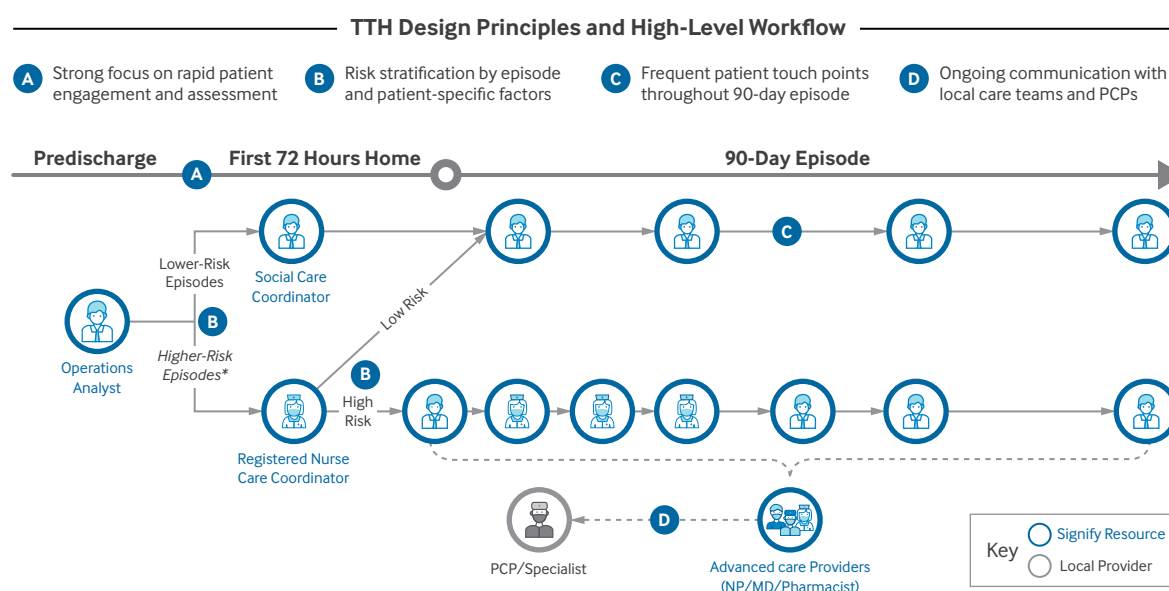 TTH Design Principles and High-Level Workflow
A Strong focus on rapid patient
engagement and assessment
B Risk stratification by episode
and patient-specific factors
C Frequent patient touch points
throughout 90-day episode
D Ongoing communication with
local care teams and PCPs
Predischarge
A
First 72 Hours Home
90-Day Episode
C
Lower-Risk
Episodes
Social Care
Coordinator
B
Low Risk
Operations
Analyst
Higher-Risk
Episodes*
B
High
Risk
Registered Nurse
Care Coordinator
D
PCP/Specialist
Advanced care Providers
(NP/MD/Pharmacist)
Key
Signify Resource
Local Provider